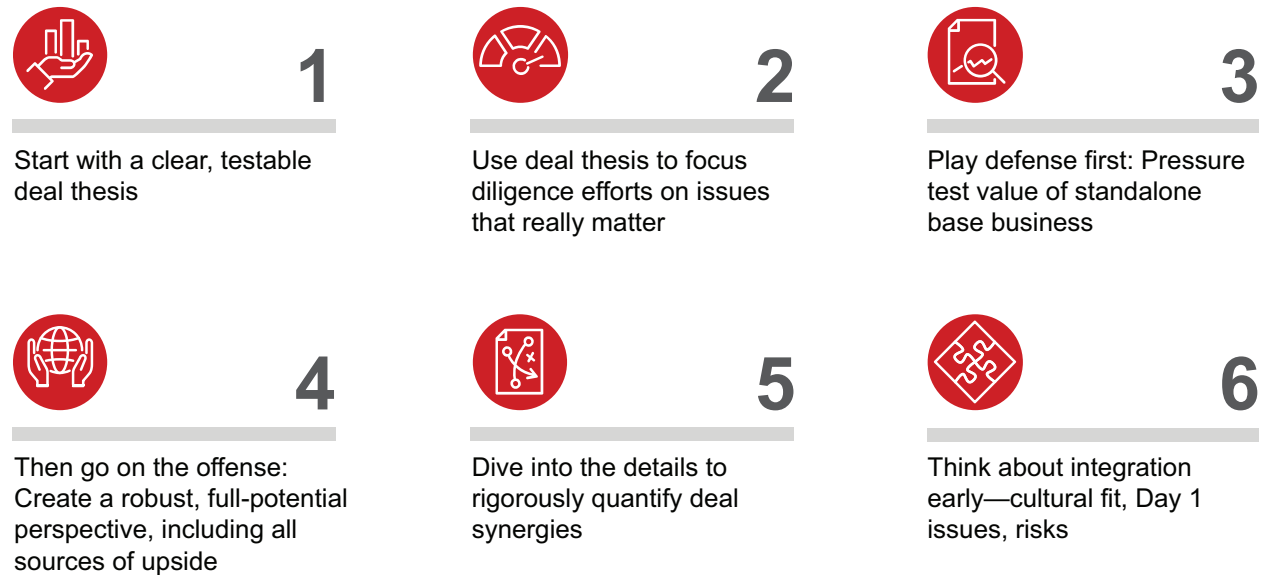 1
Start with a clear, testable
deal thesis
2
Use deal thesis to focus
diligence efforts on issues
that really matter
3
Play defense first: Pressure
test value of standalone
base business
4
Then go on the offense:
Create a robust, full-potential
perspective, including all
sources of upside
5
Dive into the details to
rigorously quantify deal
synergies
6
Think about integration
early—cultural fit, Day 1
issues, risks